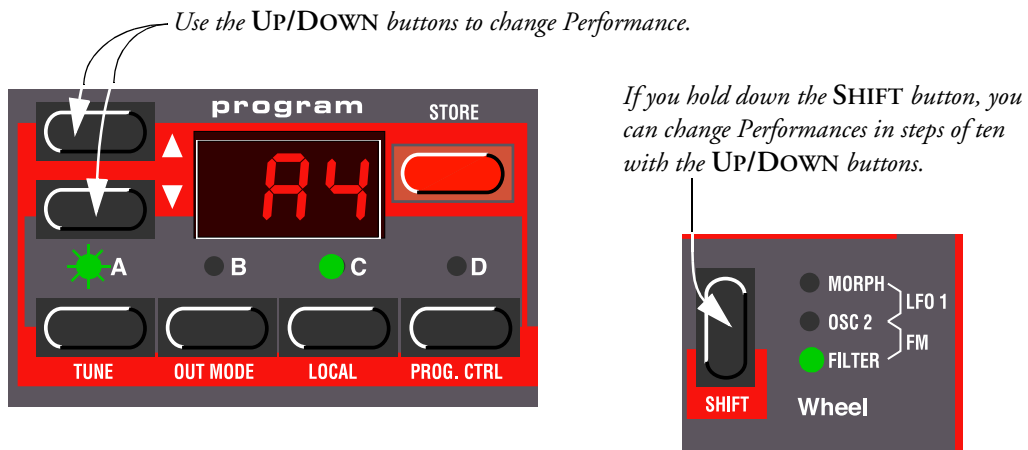 Use the UP/DOWN buttons to change Performance.
program
STORE
A4
A
B
C
D
TUNE
OUT MODE
LOCAL
PROG. CTRL
If you hold down the SHIFT button, you
can change Performances in steps of ten
with the UP/DOWN buttons.
MORPH
LFO 1
OSC 2
FM
FILTER
SHIFT
Wheel